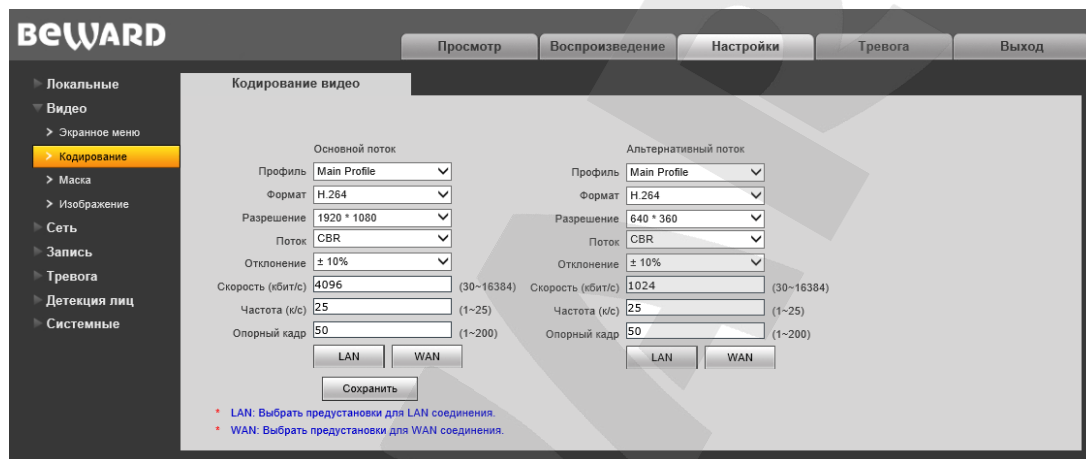 BEWARD
Просмотр Воспроизведение Настройки Тревога Выход
Локальные
Видео
Экранное меню
Кодирование
Маска
Изображение
Сеть
Запись
Тревога
Детекция лиц
Системные
Кодирование видео
Основной поток Альтернативный поток
Профиль Main Profile Профиль Main Profile
Формат H.264 Формат H.264
Разрешение 1920 * 1080 Разрешение 640 * 360
Поток CBR Поток CBR
Отклонение ± 10% Отклонение ± 10%
Скорость (кбит/с) 4096 (30~16384) Скорость (кбит/с) 1024 (30~16384)
Частота (к/с) 25 (1~25) Частота (к/с) 25 (1~25)
Опорный кадр 50 (1~200) Опорный кадр 50 (1~200)
LAN WAN LAN WAN
Сохранить
* LAN: Выбрать предустановки для LAN соединения.
* WAN: Выбрать предустановки для WAN соединения.